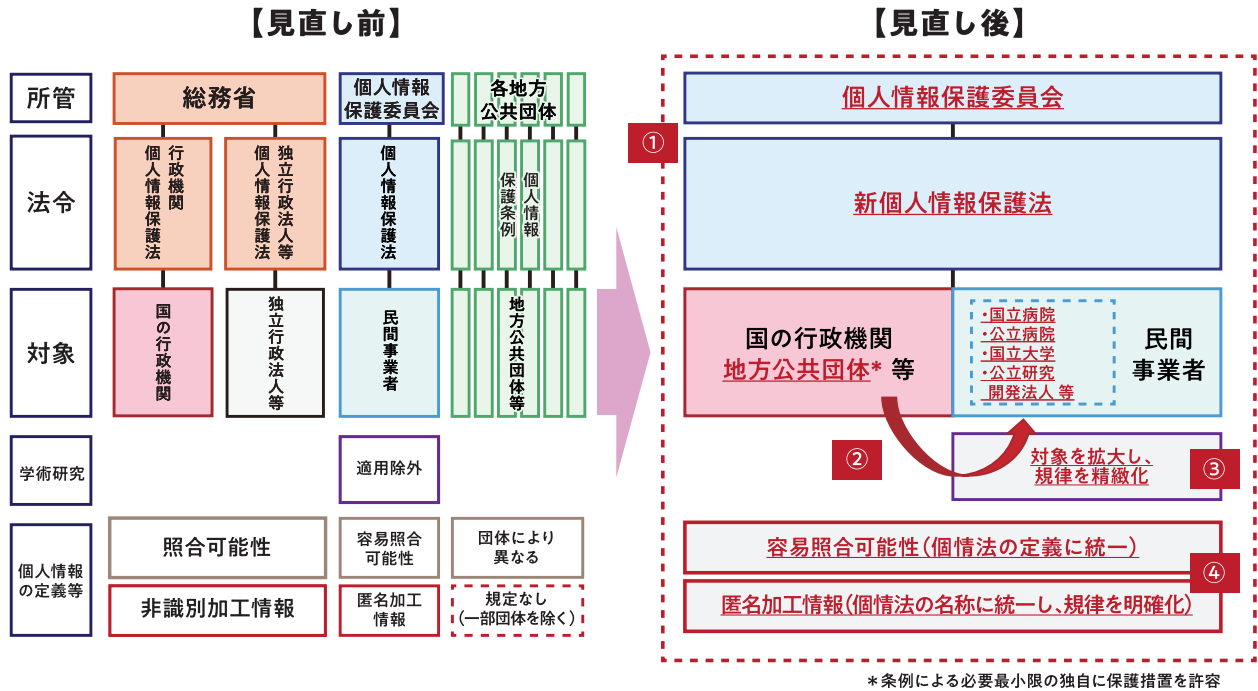 【見直し前】
【見直し後】
所管
総務省
個人情報
保護委員会
各地方
公共団体
個人情報保護委員会
①
法令
行政機関
個人情報保護法
独立行政法人等
個人情報保護法
個人情報保護法
個人情報
保護条例
新個人情報保護法
対象
国の行政機関
独立行政法人等
民間事業者
地方公共団体等
国の行政機関
地方公共団体* 等
・国立病院
・公立病院
・国立大学
・公立研究
開発法人 等
民間
事業者
学術研究
適用除外
②
対象を拡大し、
規律を精緻化
③
個人情報
の定義等
照合可能性
容易照合
可能性
団体により
異なる
容易照合可能性(個情法の定義に統一)
④
非識別加工情報
匿名加工
情報
規定なし
(一部団体を除く)
匿名加工情報(個情法の名称に統一し、規律を明確化)
*条例による必要最小限の独自に保護措置を許容